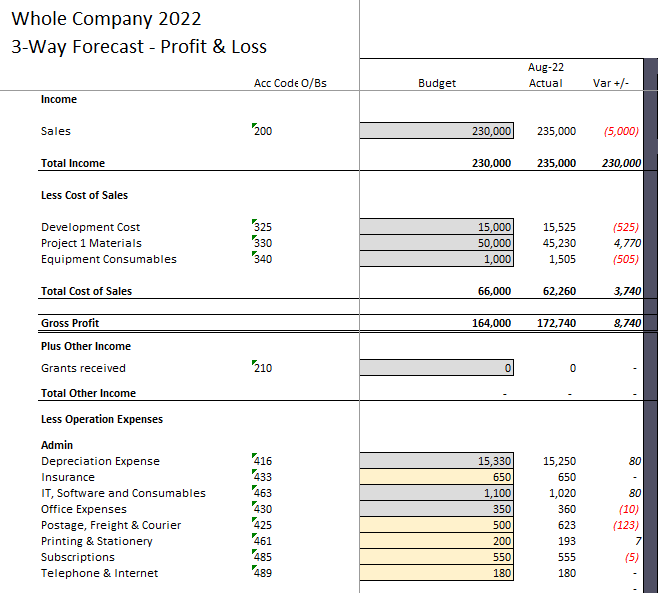 Whole Company 2022
3-Way Forecast - Profit & Loss
Aug-22
Acc Code O/Bs Budget Actual Var +/-
Income
Sales 200 230,000 235,000 (5,000)
Total Income 230,000 235,000 230,000
Less Cost of Sales
Development Cost 325 15,000 15,525 (525)
Project 1 Materials 330 50,000 45,230 4,770
Equipment Consumables 340 1,000 1,505 (505)
Total Cost of Sales 66,000 62,260 3,740
Gross Profit 164,000 172,740 8,740
Plus Other Income
Grants received 210 0 0 -
Total Other Income - - -
Less Operation Expenses
Admin
Depreciation Expense 416 15,330 15,250 80
Insurance 433 650 650 -
IT, Software and Consumables 463 1,100 1,020 80
Office Expenses 430 350 360 (10)
Postage, Freight & Courier 425 500 623 (123)
Printing & Stationery 461 200 193 7
Subscriptions 485 550 555 (5)
Telephone & Internet 489 180 180 -
-